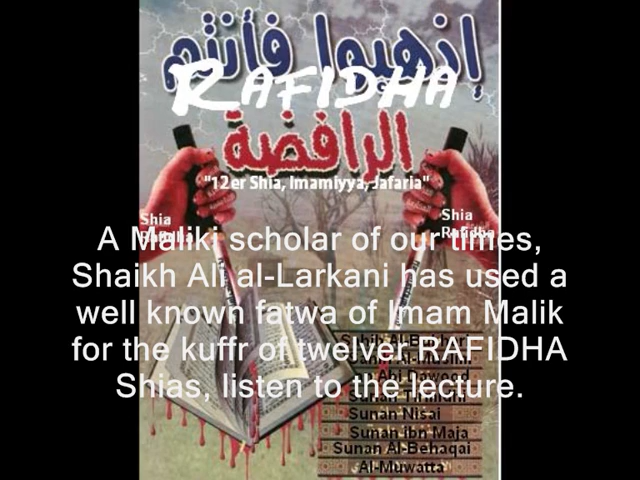 إذهبوا فأنتم
RAFIDHA
الرافضة
"12er Shia, Imamiyya, Jafaria"
Shia
Rafidha
Shia
Rafidha
A Maliki scholar of our times,
Shaikh Ali al-Larkani has used a
well known fatwa of Imam Malik
for the kuffr of twelver RAFIDHA
Shias, listen to the lecture.
Abi Dawood
Sunan Nisai
Sunan ibn Maja
Sunan Al-Behaqai
Al-Muwatta